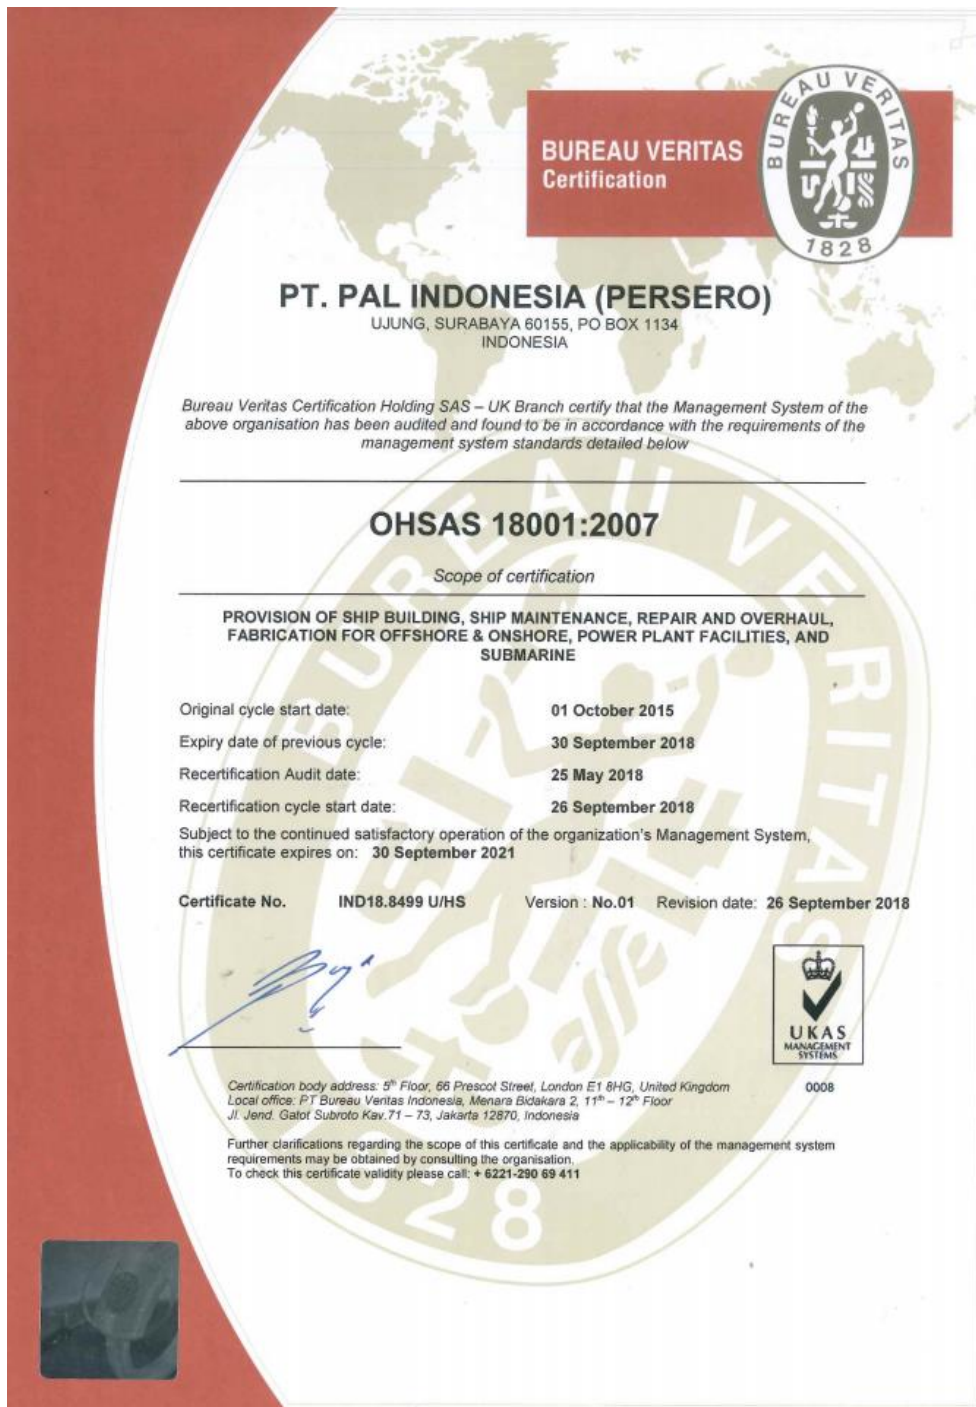 BUREAU VERITAS
Certification
BUREAU VERITAS
1828
PT. PAL INDONESIA (PERSERO)
UJUNG, SURABAYA 60155, PO BOX 1134
INDONESIA
Bureau Veritas Certification Holding SAS – UK Branch certify that the Management System of the
above organisation has been audited and found to be in accordance with the requirements of the
management system standards detailed below
OHSAS 18001:2007
Scope of certification
PROVISION OF SHIP BUILDING, SHIP MAINTENANCE, REPAIR AND OVERHAUL,
FABRICATION FOR OFFSHORE & ONSHORE, POWER PLANT FACILITIES, AND
SUBMARINE
Original cycle start date: 01 October 2015
Expiry date of previous cycle: 30 September 2018
Recertification Audit date: 25 May 2018
Recertification cycle start date: 26 September 2018
Subject to the continued satisfactory operation of the organization's Management System,
this certificate expires on: 30 September 2021
Certificate No. IND18.8499 U/HS Version : No.01 Revision date: 26 September 2018
UKAS
MANAGEMENT
SYSTEMS
0008
Certification body address: 5th Floor, 66 Prescot Street, London E1 8HG, United Kingdom
Local office: PT Bureau Veritas Indonesia, Menara Bidakara 2, 11th – 12th Floor
Jl. Jend. Gatot Subroto Kav.71 – 73, Jakarta 12870, Indonesia
Further clarifications regarding the scope of this certificate and the applicability of the management system
requirements may be obtained by consulting the organisation.
To check this certificate validity please call: + 6221-290 69 411
BUREAU VERITAS
1828